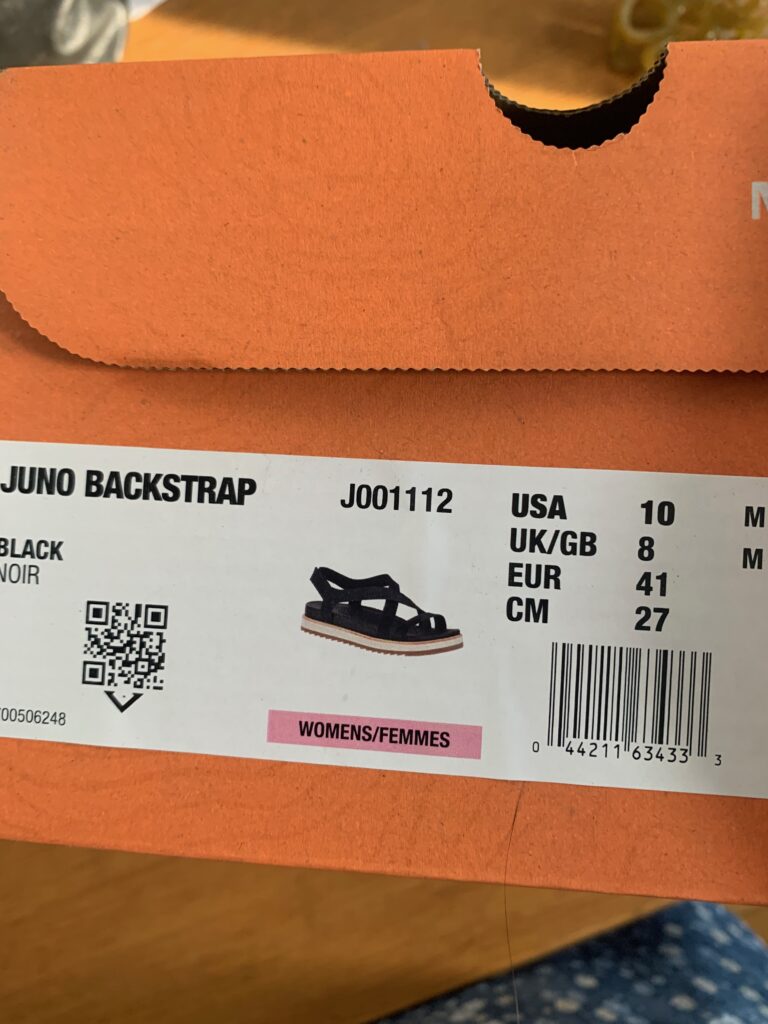 JUNO BACKSTRAP
J001112
BLACK
NOIR
USA 10 M
UK/GB 8 M
EUR 41
CM 27
WOMENS/FEMMES
00506248
0 44211 63433 3